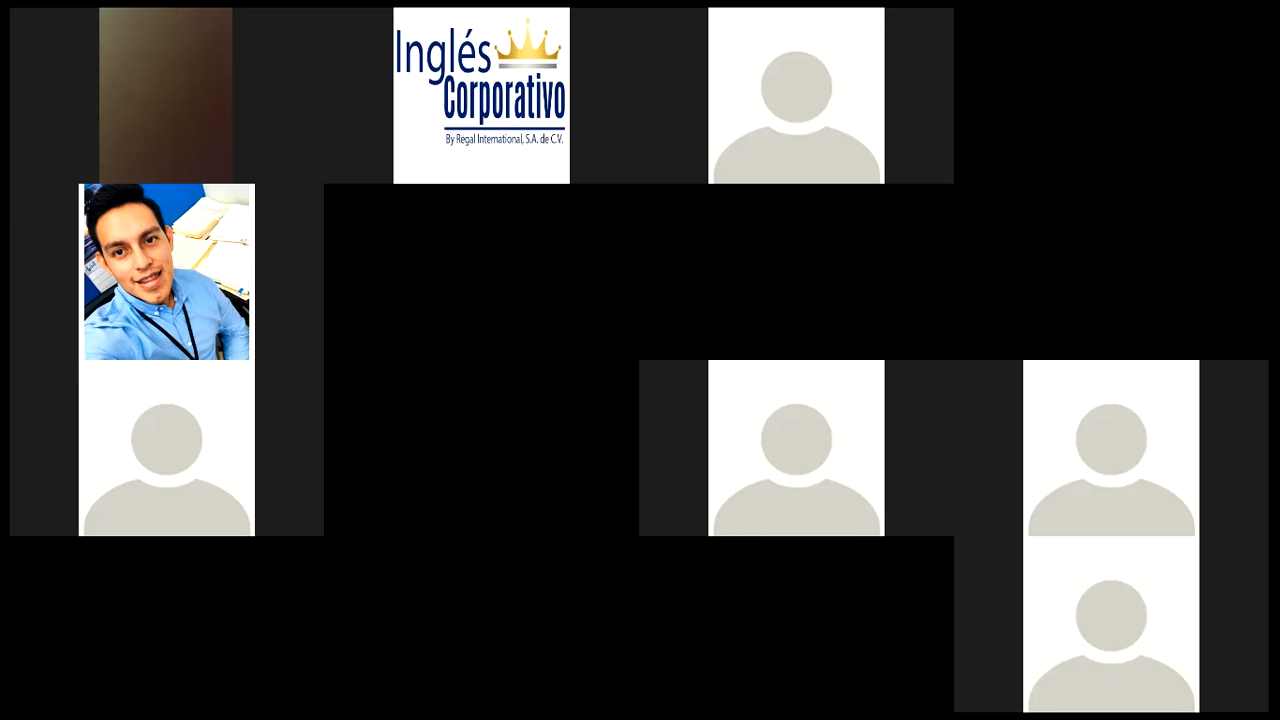 Inglés
Corporativo
By Regal International, S.A. de C.V.